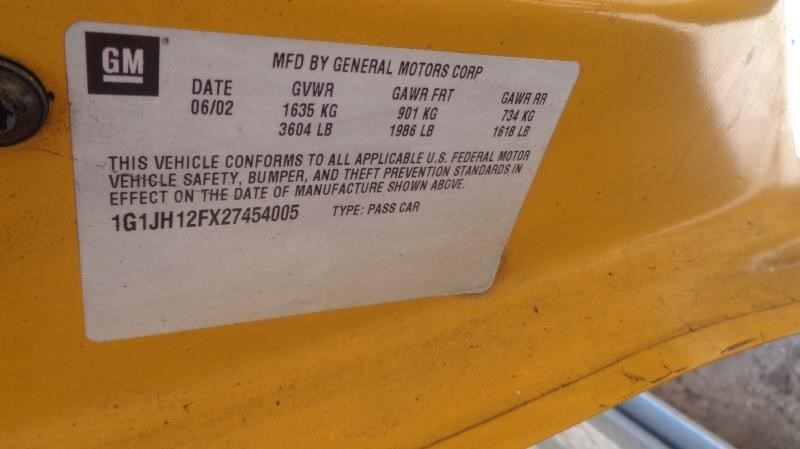 GM
MFD BY GENERAL MOTORS CORP
DATE GVWR GAWR FRT GAWR RR
06/02 1635 KG 901 KG 734 KG
3604 LB 1986 LB 1618 LB
THIS VEHICLE CONFORMS TO ALL APPLICABLE U.S. FEDERAL MOTOR
VEHICLE SAFETY, BUMPER, AND THEFT PREVENTION STANDARDS IN
EFFECT ON THE DATE OF MANUFACTURE SHOWN ABOVE.
1G1JH12FX27454005 TYPE: PASS CAR